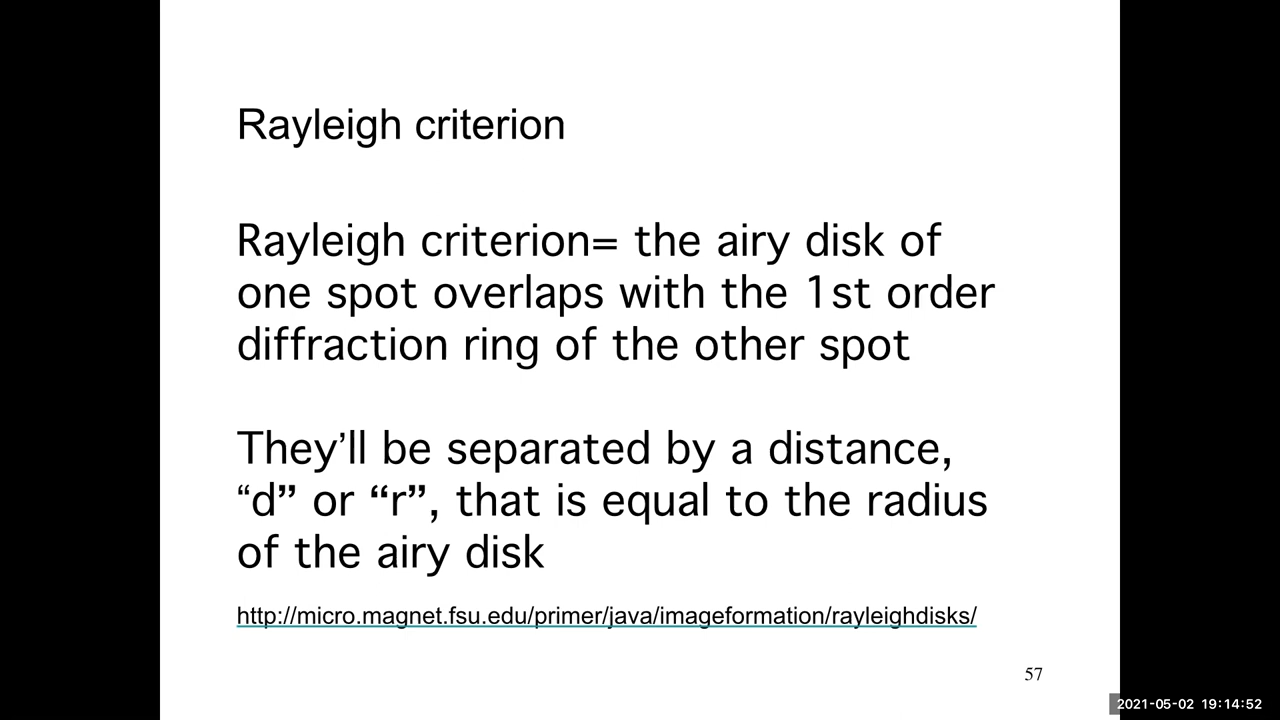 Rayleigh criterion
Rayleigh criterion= the airy disk of
one spot overlaps with the 1st order
diffraction ring of the other spot
They’ll be separated by a distance,
“d” or “r”, that is equal to the radius
of the airy disk
http://micro.magnet.fsu.edu/primer/java/imageformation/rayleighdisks/
57
2021-05-02 19:14:52